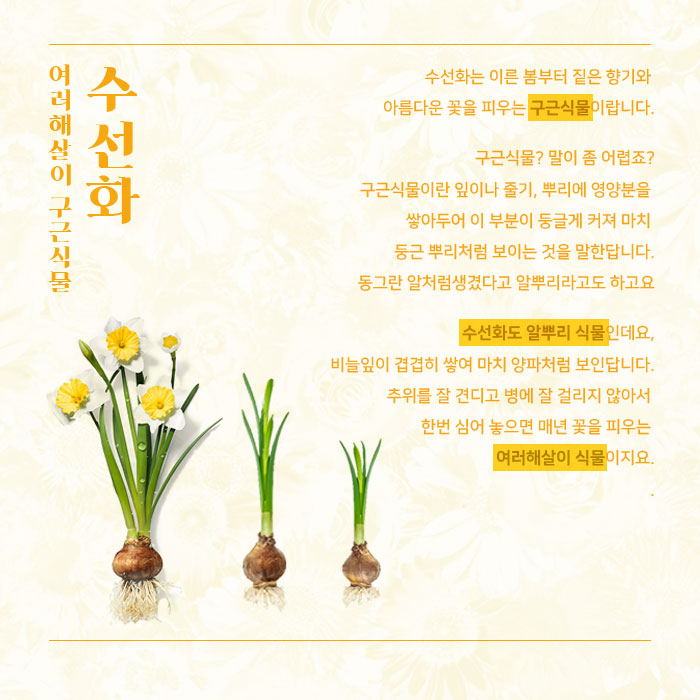 수선화
여러해살이 구근식물
수선화는 이른 봄부터 짙은 향기와
아름다운 꽃을 피우는 구근식물이랍니다.
구근식물? 말이 좀 어렵죠?
구근식물이란 잎이나 줄기, 뿌리에 영양분을
쌓아두어 이 부분이 둥글게 커져 마치
둥근 뿌리처럼 보이는 것을 말한답니다.
동그란 알처럼생겼다고 알뿌리라고도 하고요
수선화도 알뿌리 식물인데요,
비늘잎이 겹겹히 쌓여 마치 양파처럼 보인답니다.
추위를 잘 견디고 병에 잘 걸리지 않아서
한번 심어 놓으면 매년 꽃을 피우는
여러해살이 식물이지요.
.